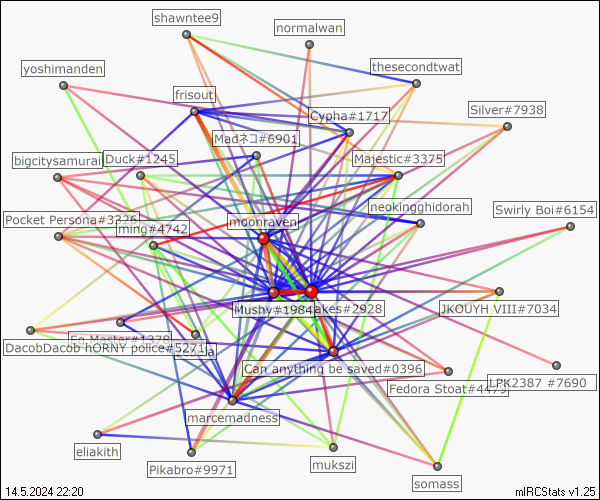 shawntee9
normalwan
yoshimanden
thesecondtwat
frisout
Silver#7938
Cypha#1717
Madネコ#6901
bigcitysamurai
Duck#1245
Majestic#3375
neokingghidorah
Swirly Boi#6154
Pocket Persona#3226
ming#4742
moonraven
Mushy#1984
akes#2928
JKOUYH VIII#7034
Eg Master#1378
DacobDacob hORNY police#5271
Can anything be saved#0396
Fedora Stoat#4475
LPK2387 #7690
marcemadness
eliakith
Pikabro#9971
mukszi
somass
14.5.2024 22:20
mIRCStats v1.25